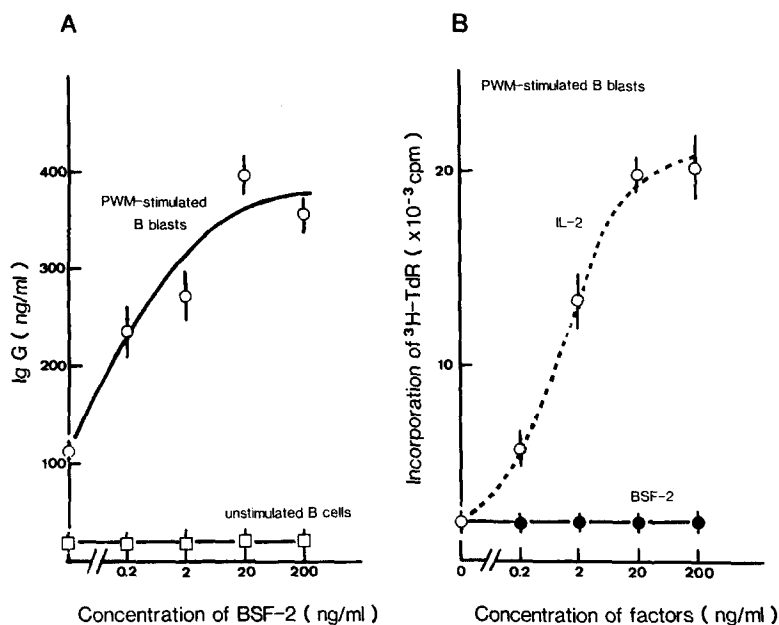 A
PWM-stimulated
B blasts
unstimulated B cells
Ig G ( ng/ml )
400
300
200
100
0.2
2
20
200
Concentration of BSF-2 ( ng/ml )
B
PWM-stimulated B blasts
IL-2
BSF-2
Incorporation of ³H-TdR ( ×10⁻³ cpm )
20
10
0
0.2
2
20
200
Concentration of factors ( ng/ml )